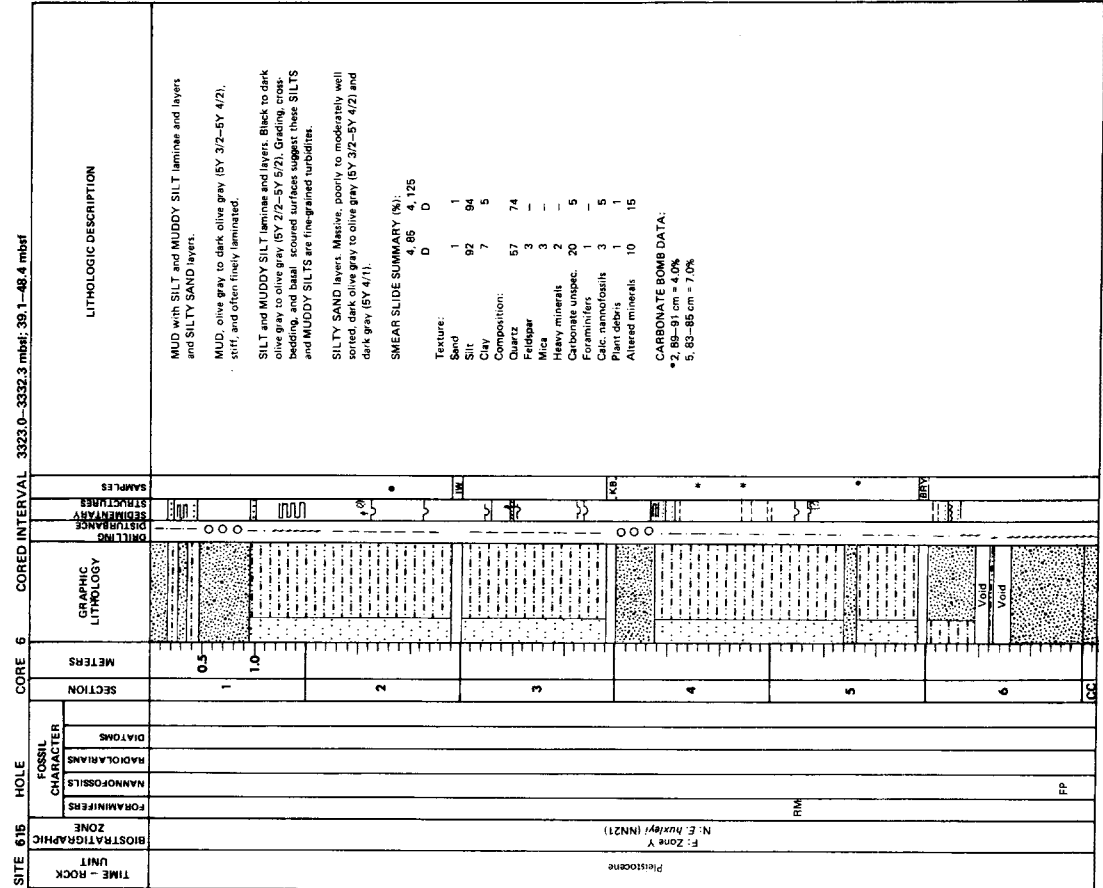 SITE 615 HOLE CORE 6 CORED INTERVAL 3323.0–3332.3 mbsl; 39.1–48.4 mbsf
TIME – ROCK UNIT
BIOSTRATIGRAPHIC ZONE
FOSSIL CHARACTER
FORAMINIFERS
NANNOFOSSILS
RADIOLARIANS
DIATOMS
SECTION
METERS
GRAPHIC LITHOLOGY
DRILLING DISTURBANCE
SEDIMENTARY STRUCTURES
SAMPLES
LITHOLOGIC DESCRIPTION
Pleistocene
F: Zone Y
N: E. huxleyi (NN21)
RM
FP
1
0.5
1.0
2
3
4
5
6
CC
Void
Void
IW
KB
BRY
MUD with SILT and MUDDY SILT laminae and layers
and SILTY SAND layers.
MUD, olive gray to dark olive gray (5Y 3/2–5Y 4/2),
stiff, and often finely laminated.
SILT and MUDDY SILT laminae and layers. Black to dark
olive gray to olive gray (5Y 2/2–5Y 5/2). Grading, cross-
bedding, and basal scoured surfaces suggest these SILTS
and MUDDY SILTS are fine-grained turbidites.
SILTY SAND layers. Massive, poorly to moderately well
sorted, dark olive gray to olive gray (5Y 3/2–5Y 4/2) and
dark gray (5Y 4/1).
SMEAR SLIDE SUMMARY (%):
4, 85 4, 125
D D
Texture:
Sand 1 1
Silt 92 94
Clay 7 5
Composition:
Quartz 57 74
Feldspar 3 –
Mica 3 –
Heavy minerals 2 –
Carbonate unspec. 20 5
Foraminifers 1 –
Calc. nannofossils 3 5
Plant debris 1 1
Altered minerals 10 15
CARBONATE BOMB DATA:
• 2, 89–91 cm = 4.0%
5, 83–85 cm = 7.0%